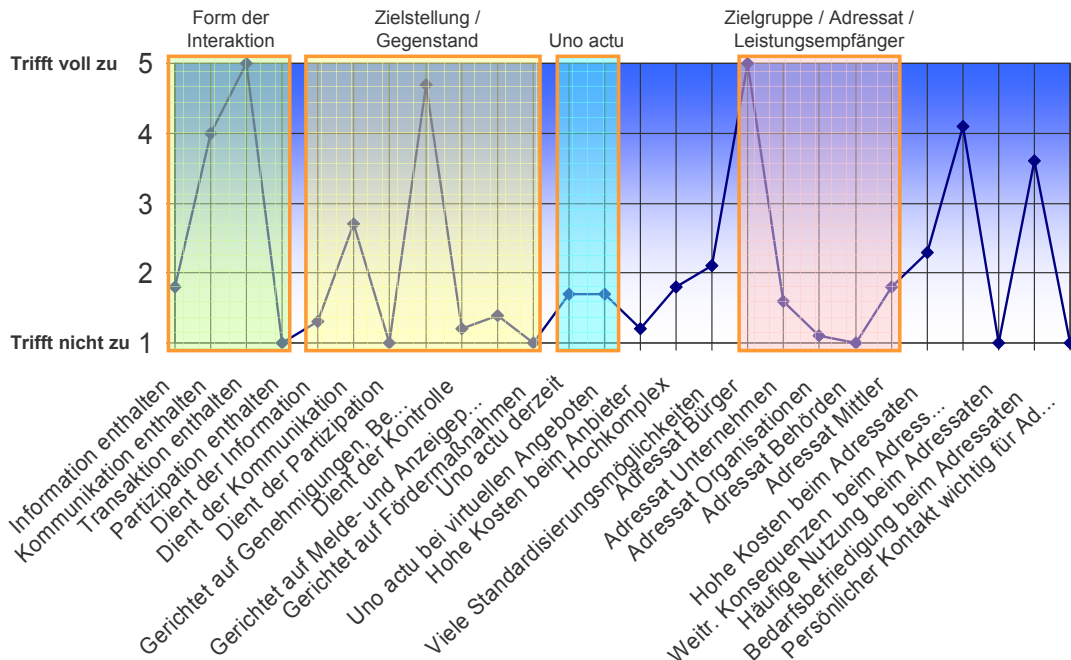 Form der
Interaktion
Zielstellung /
Gegenstand
Uno actu
Zielgruppe / Adressat /
Leistungsempfänger
Trifft voll zu
5
4
3
2
Trifft nicht zu
1
Information enthalten
Kommunikation enthalten
Transaktion enthalten
Partizipation enthalten
Dient der Information
Dient der Kommunikation
Dient der Partizipation
Gerichtet auf Genehmigungen, Be...
Dient der Kontrolle
Gerichtet auf Melde- und Anzeigep...
Gerichtet auf Fördermaßnahmen
Uno actu derzeit
Uno actu bei virtuellen Angeboten
Hohe Kosten beim Anbieter
Hochkomplex
Viele Standardisierungsmöglichkeiten
Adressat Bürger
Adressat Unternehmen
Adressat Organisationen
Adressat Behörden
Adressat Mittler
Hohe Kosten beim Adressaten
Weitr. Konsequenzen beim Adress...
Häufige Nutzung beim Adressaten
Bedarfsbefriedigung beim Adressaten
Persönlicher Kontakt wichtig für Ad...